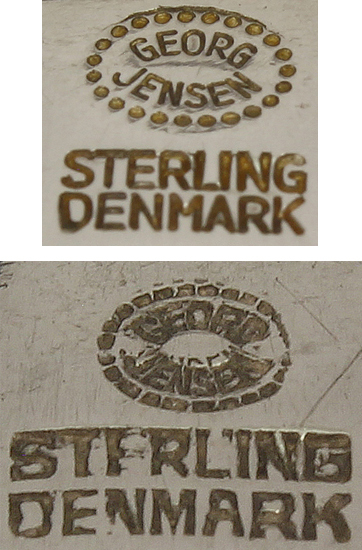 GEORG
JENSEN
STERLING
DENMARK
GEORG
JENSEN
STERLING
DENMARK